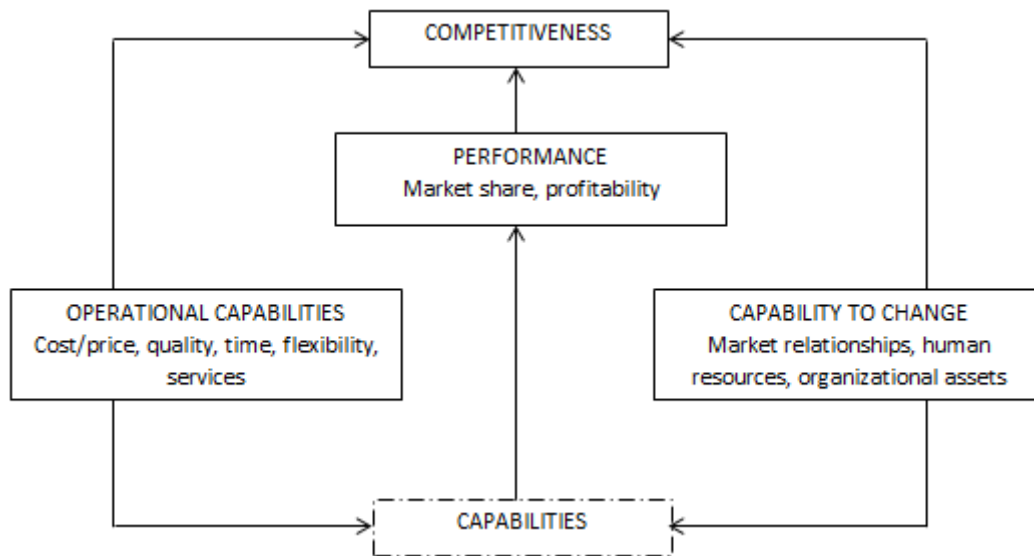 COMPETITIVENESS
PERFORMANCE
Market share, profitability
OPERATIONAL CAPABILITIES
Cost/price, quality, time, flexibility,
services
CAPABILITY TO CHANGE
Market relationships, human
resources, organizational assets
CAPABILITIES